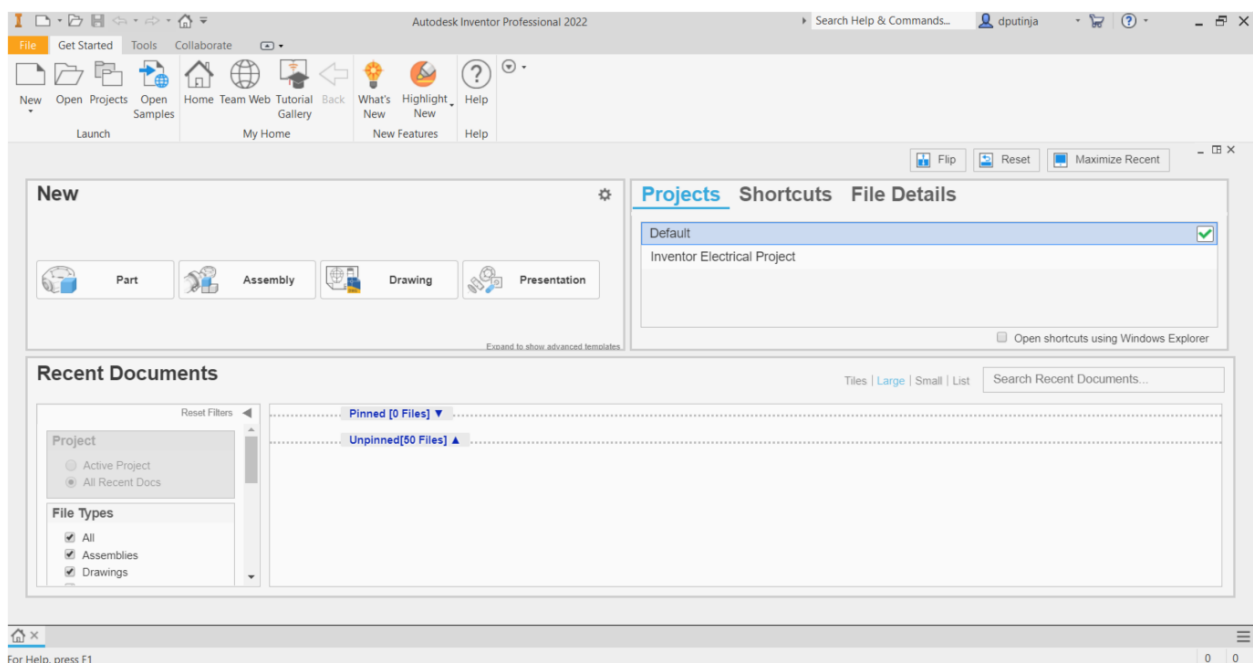 Autodesk Inventor Professional 2022
Search Help & Commands...
dputinja
File
Get Started
Tools
Collaborate
New
Open
Projects
Open Samples
Home
Team Web
Tutorial Gallery
Back
What's New
Highlight New
Help
Launch
My Home
New Features
Help
Flip
Reset
Maximize Recent
New
Part
Assembly
Drawing
Presentation
Expand to show advanced templates
Projects
Shortcuts
File Details
Default
Inventor Electrical Project
Open shortcuts using Windows Explorer
Recent Documents
Tiles | Large | Small | List
Search Recent Documents...
Reset Filters
Project
Active Project
All Recent Docs
File Types
All
Assemblies
Drawings
Pinned [0 Files]
Unpinned[50 Files]
For Help, press F1
0 0